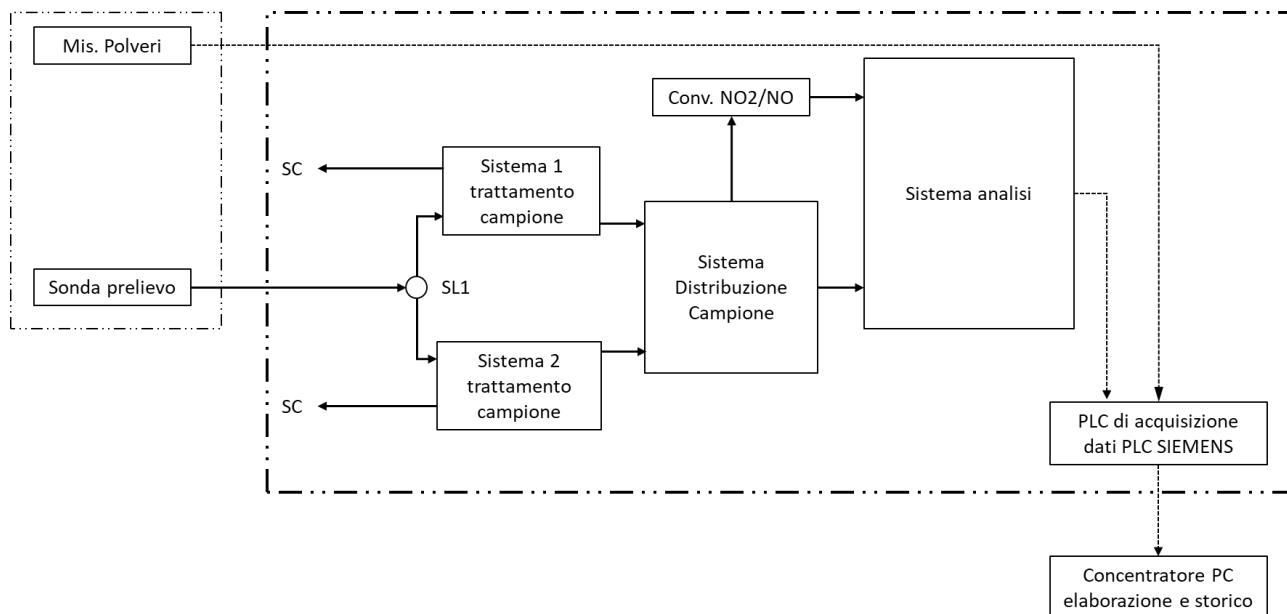 Mis. Polveri
Conv. NO2/NO
Sistema analisi
SC
Sistema 1
trattamento
campione
Sistema
Distribuzione
Campione
Sonda prelievo
SL1
Sistema 2
trattamento
campione
SC
PLC di acquisizione
dati PLC SIEMENS
Concentratore PC
elaborazione e storico